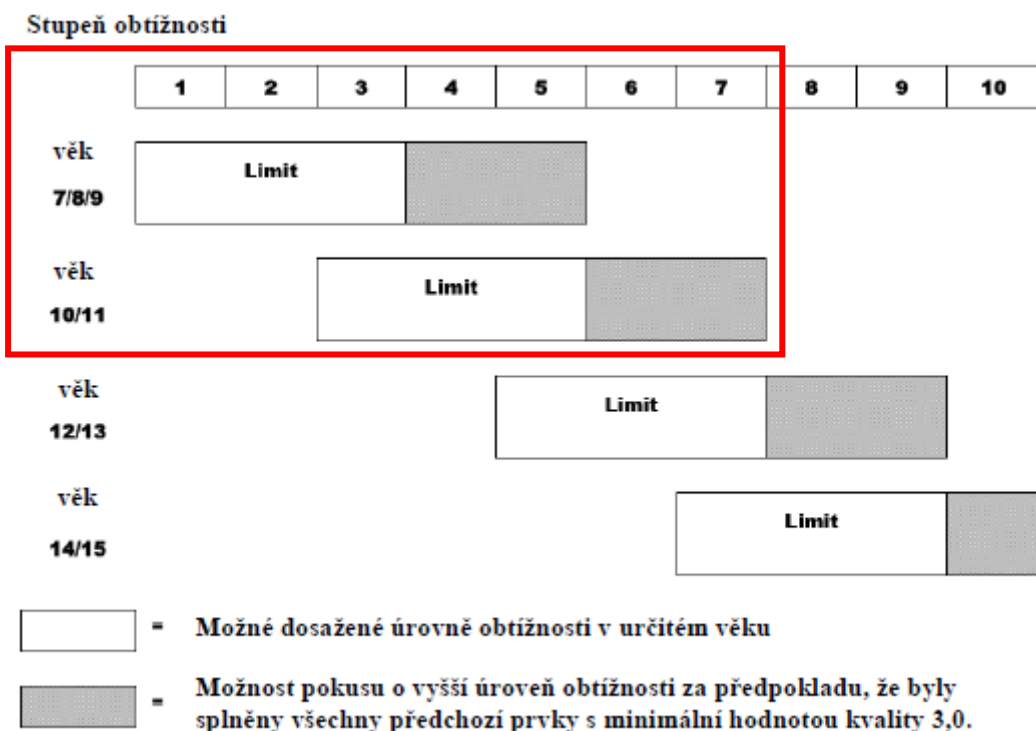 Stupeň obtížnosti
1 2 3 4 5 6 7 8 9 10
věk
Limit
7/8/9
věk
Limit
10/11
věk
Limit
12/13
věk
Limit
14/15
= Možné dosažené úrovně obtížnosti v určitém věku
= Možnost pokusu o vyšší úroveň obtížnosti za předpokladu, že byly
splněny všechny předchozí prvky s minimální hodnotou kvality 3,0.